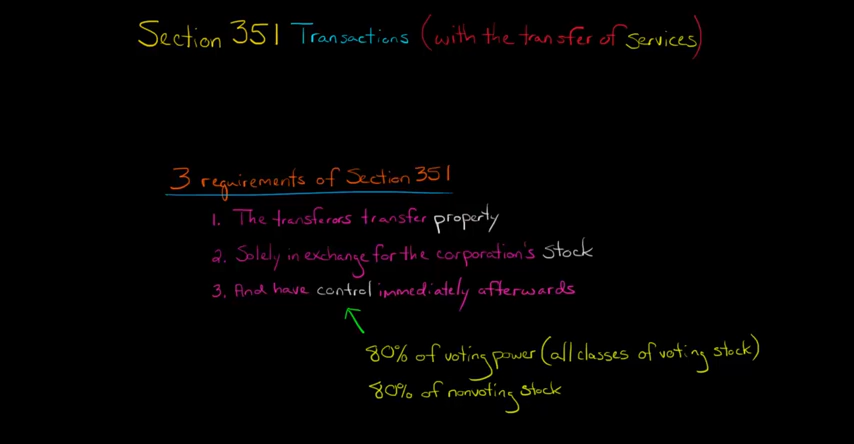 Section 351 Transactions (with the transfer of services)
3 requirements of Section 351
1. The transferors transfer property
2. Solely in exchange for the corporation's stock
3. And have control immediately afterwards
80% of voting power (all classes of voting stock)
80% of nonvoting stock